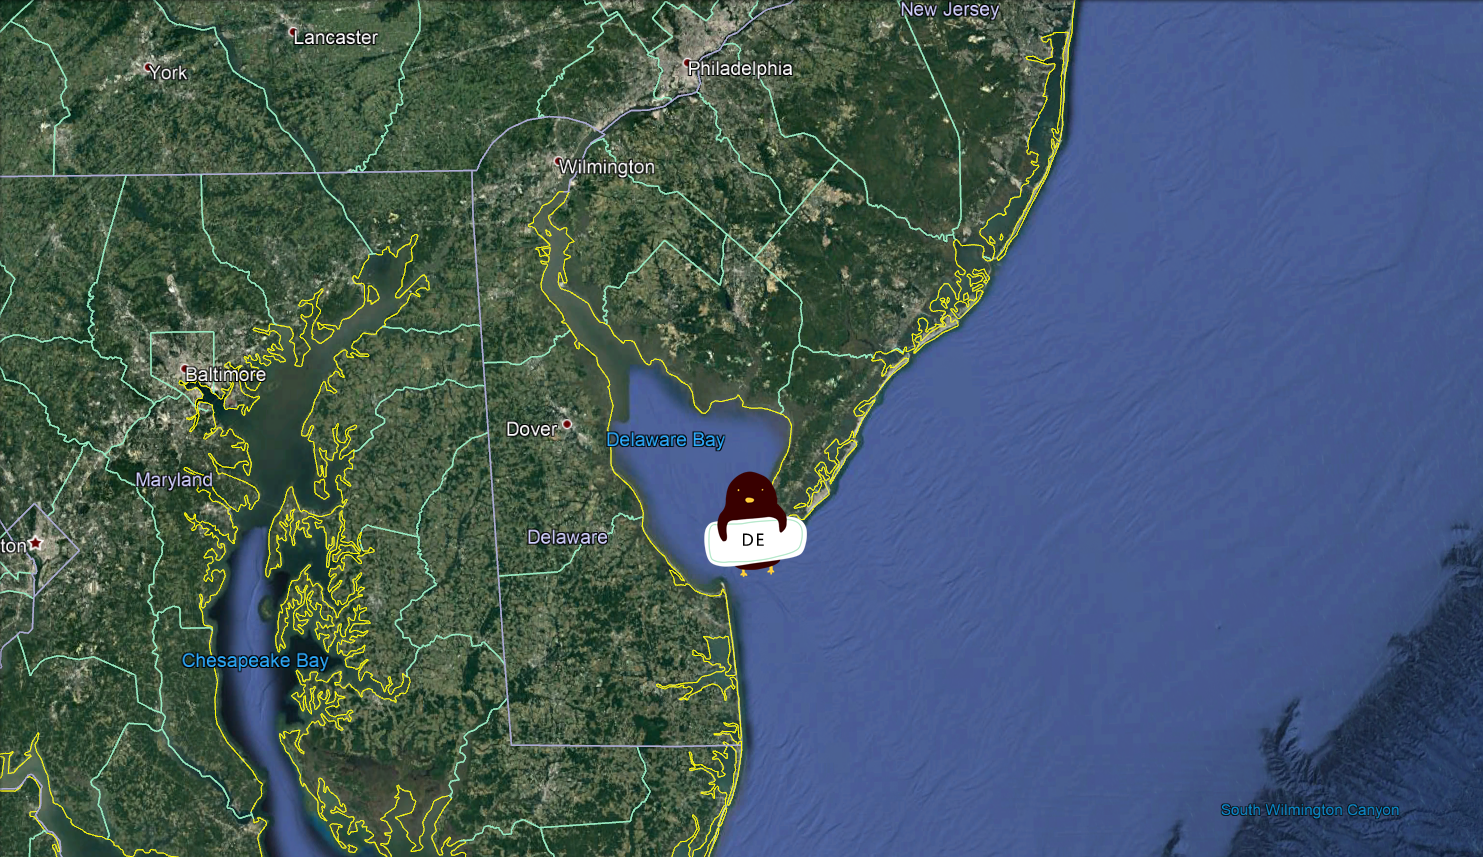 New Jersey
Lancaster
Philadelphia
York
Wilmington
Baltimore
Dover
Delaware Bay
Maryland
Delaware
DE
ton
Chesapeake Bay
South Wilmington Canyon